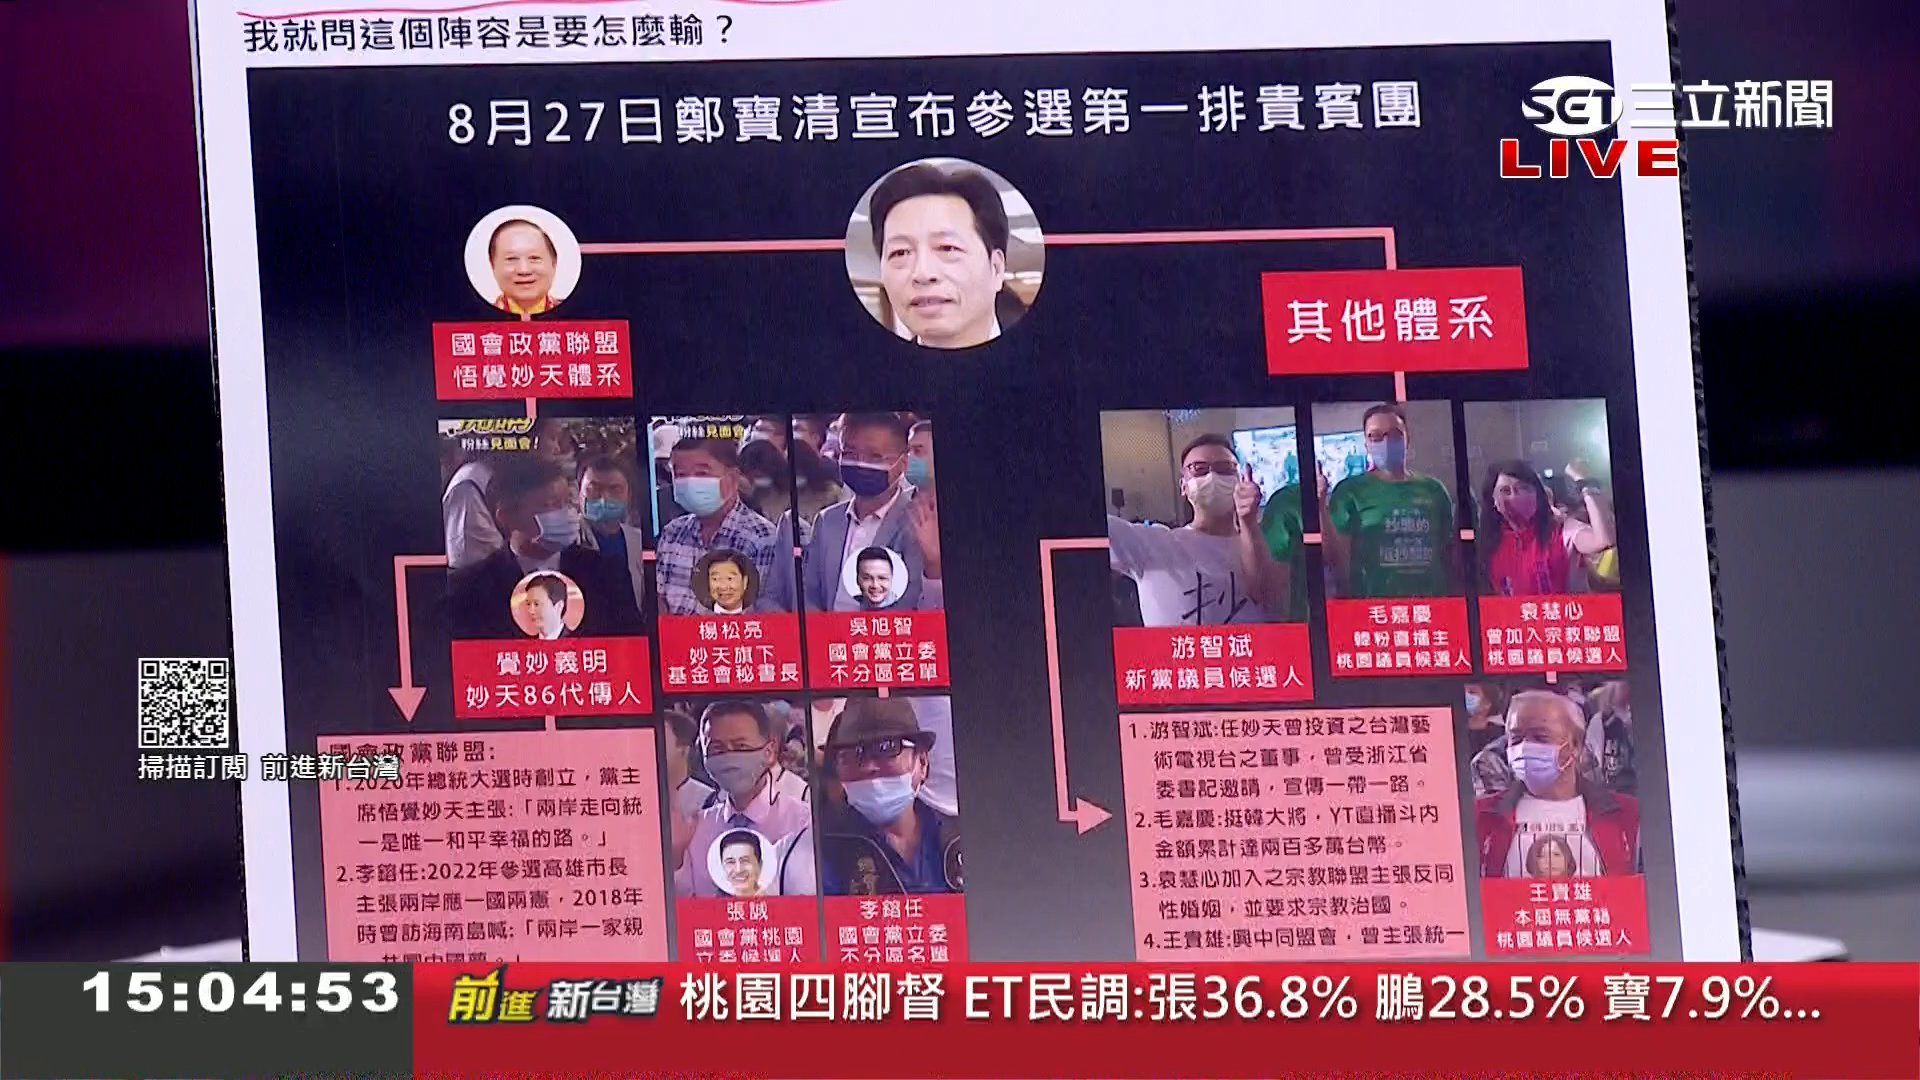 我就問這個陣容是要怎麼輸？
8月27日鄭寶清宣布參選第一排貴賓團
SET三立新聞
LIVE
國會政黨聯盟
悟覺妙天體系
其他體系
粉絲見面會！
粉絲見面會
覺妙義明
妙天86代傳人
楊松亮
妙天旗下
基金會秘書長
吳旭智
國會黨立委
不分區名單
游智斌
新黨議員候選人
毛嘉慶
韓粉直播主
桃園議員候選人
袁慧心
曾加入宗教聯盟
桃園議員候選人
國會政黨聯盟:
1.2020年總統大選時創立，黨主
席悟覺妙天主張:「兩岸走向統
一是唯一和平幸福的路。」
2.李鎔任:2022年參選高雄市長
主張兩岸應一國兩憲，2018年
時曾訪海南島喊:「兩岸一家親
張誠
國會黨桃園
立委候選人
李鎔任
國會黨立委
不分區名單
1.游智斌:任妙天曾投資之台灣藝
術電視台之董事，曾受浙江省
委書記邀請，宣傳一帶一路。
2.毛嘉慶:挺韓大將，YT直播斗內
金額累計達兩百多萬台幣。
3.袁慧心加入之宗教聯盟主張反同
性婚姻，並要求宗教治國。
4.王貴雄:興中同盟會，曾主張統一
王貴雄
本屆無黨籍
桃園議員候選人
掃描訂閱 前進新台灣
15:04:53
前進新台灣
桃園四腳督 ET民調:張36.8% 鵬28.5% 寶7.9%...